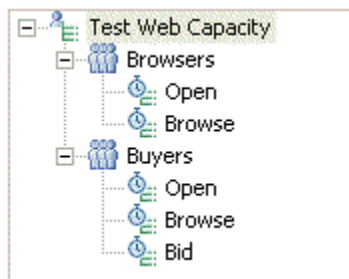 Test Web Capacity
Browsers
Open
Browse
Buyers
Open
Browse
Bid